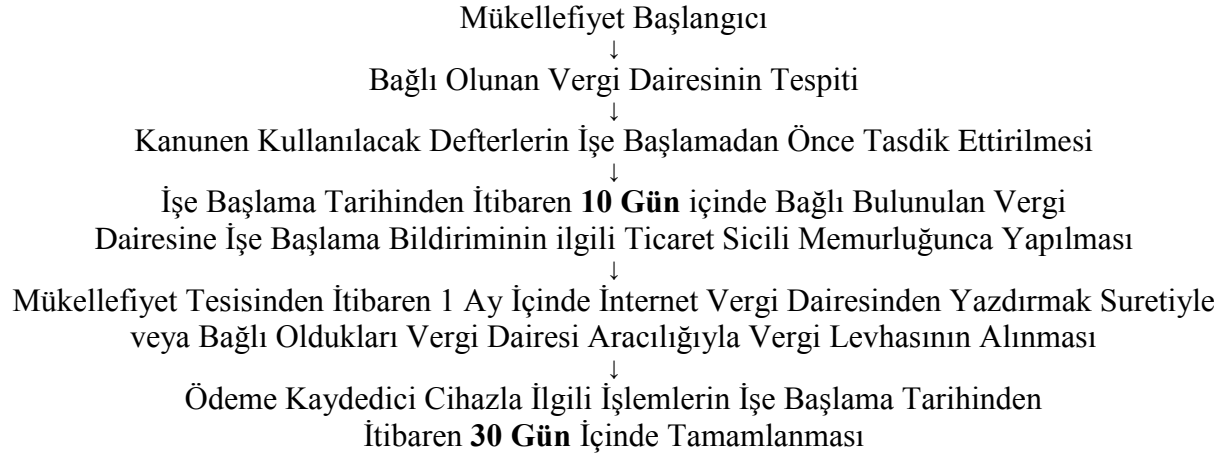 Mükellefiyet Başlangıcı
↓
Bağlı Olunan Vergi Dairesinin Tespiti
↓
Kanunen Kullanılacak Defterlerin İşe Başlamadan Önce Tasdik Ettirilmesi
↓
İşe Başlama Tarihinden İtibaren 10 Gün içinde Bağlı Bulunulan Vergi
Dairesine İşe Başlama Bildiriminin ilgili Ticaret Sicili Memurluğunca Yapılması
↓
Mükellefiyet Tesisinden İtibaren 1 Ay İçinde İnternet Vergi Dairesinden Yazdırmak Suretiyle
veya Bağlı Oldukları Vergi Dairesi Aracılığıyla Vergi Levhasının Alınması
↓
Ödeme Kaydedici Cihazla İlgili İşlemlerin İşe Başlama Tarihinden
İtibaren 30 Gün İçinde Tamamlanması